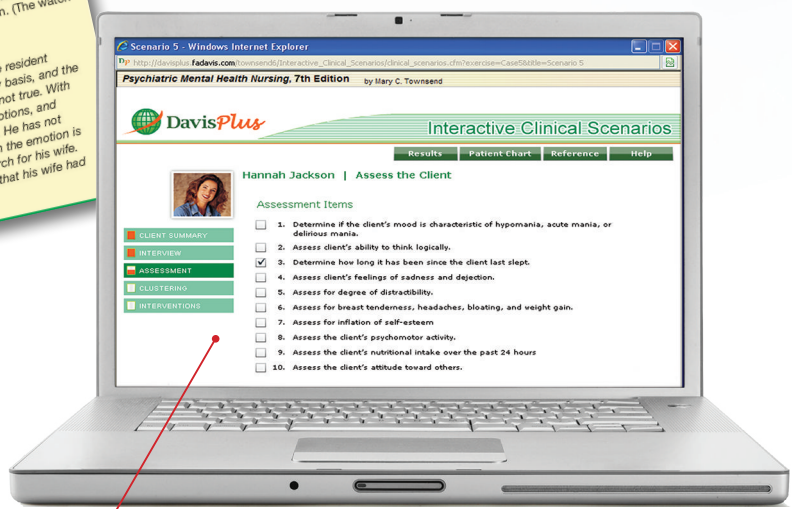 n. (The watch
e resident
y basis, and the
not true. With
otions, and
He has not
n the emotion is
rch for his wife.
that his wife had
Scenario 5 - Windows Internet Explorer
http://davisplus.fadavis.com/townsend6/Interactive_Clinical_Scenarios/clinical_scenarios.cfm?exercise=Case5&title=Scenario 5
Psychiatric Mental Health Nursing, 7th Edition by Mary C. Townsend
DavisPlus
Interactive Clinical Scenarios
Results Patient Chart Reference Help
Hannah Jackson | Assess the Client
CLIENT SUMMARY
INTERVIEW
ASSESSMENT
CLUSTERING
INTERVENTIONS
Assessment Items
1. Determine if the client's mood is characteristic of hypomania, acute mania, or
delirious mania.
2. Assess client's ability to think logically.
3. Determine how long it has been since the client last slept.
4. Assess client's feelings of sadness and dejection.
5. Assess for degree of distractibility.
6. Assess for breast tenderness, headaches, bloating, and weight gain.
7. Assess for inflation of self-esteem
8. Assess the client's psychomotor activity.
9. Assess the client's nutritional intake over the past 24 hours
10. Assess the client's attitude toward others.